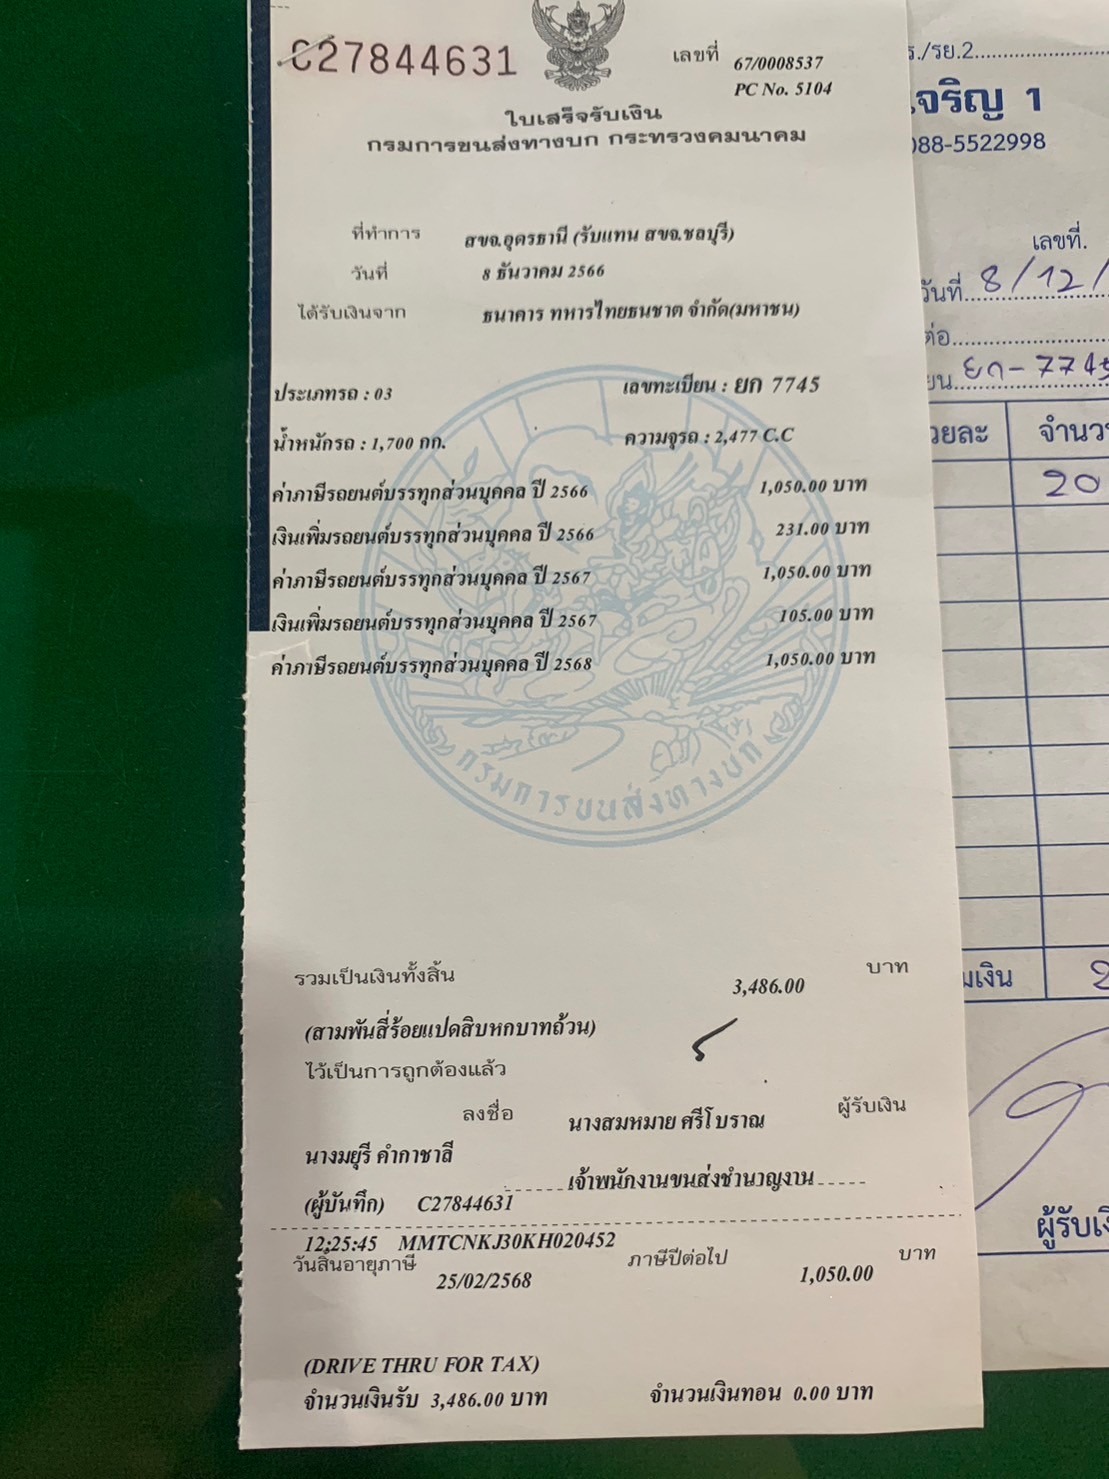 C27844631
เลขที่ 67/0008537
PC No. 5104
ใบเสร็จรับเงิน
กรมการขนส่งทางบก กระทรวงคมนาคม
ที่ทำการ สขจ.อุดรธานี (รับแทน สขจ.ชลบุรี)
วันที่ 8 ธันวาคม 2566
ได้รับเงินจาก ธนาคาร ทหารไทยธนชาต จำกัด(มหาชน)
ประเภทรถ : 03 เลขทะเบียน : ยก 7745
น้ำหนักรถ : 1,700 กก. ความจุรถ : 2,477 C.C
ค่าภาษีรถยนต์บรรทุกส่วนบุคคล ปี 2566 1,050.00 บาท
เงินเพิ่มรถยนต์บรรทุกส่วนบุคคล ปี 2566 231.00 บาท
ค่าภาษีรถยนต์บรรทุกส่วนบุคคล ปี 2567 1,050.00 บาท
เงินเพิ่มรถยนต์บรรทุกส่วนบุคคล ปี 2567 105.00 บาท
ค่าภาษีรถยนต์บรรทุกส่วนบุคคล ปี 2568 1,050.00 บาท
กรมการขนส่งทางบก
รวมเป็นเงินทั้งสิ้น 3,486.00 บาท
(สามพันสี่ร้อยแปดสิบหกบาทถ้วน)
ไว้เป็นการถูกต้องแล้ว
ลงชื่อ นางสมหมาย ศรีโบราณ ผู้รับเงิน
นางมยุรี คำกาชาลี
เจ้าพนักงานขนส่งชำนาญงาน
(ผู้บันทึก) C27844631
12:25:45 MMTCNKJ30KH020452
วันสิ้นอายุภาษี 25/02/2568 ภาษีปีต่อไป 1,050.00 บาท
(DRIVE THRU FOR TAX)
จำนวนเงินรับ 3,486.00 บาท จำนวนเงินทอน 0.00 บาท
ร./รย.2
เจริญ 1
088-5522998
เลขที่.
วันที่ 8/12/
ต่อ
ยน ยก-7745
วยละ จำนวน
20
มเงิน 2
ผู้รับเงิ